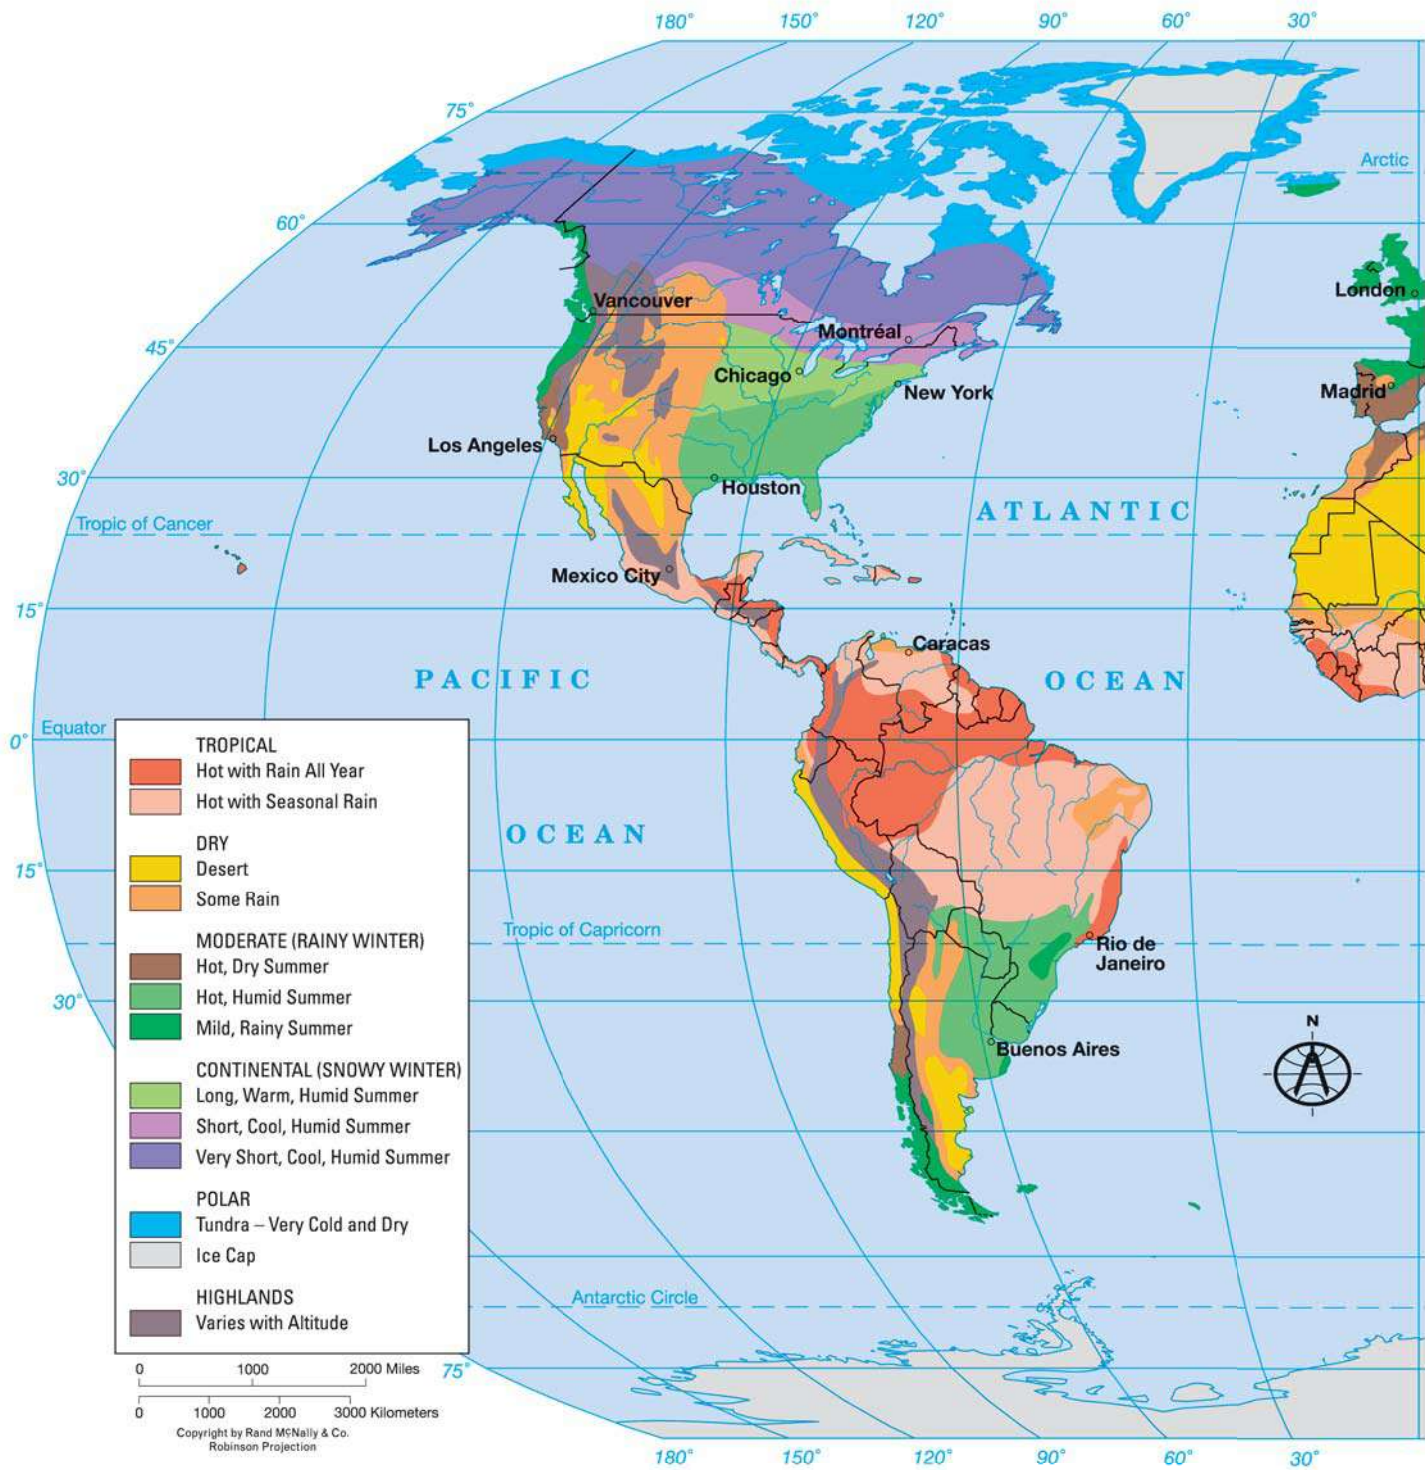 180° 150° 120° 90° 60° 30°
75°
Arctic
60°
London
Vancouver
Montréal
45°
Chicago
New York
Madrid
Los Angeles
30°
Houston
ATLANTIC
Tropic of Cancer
Mexico City
15°
Caracas
PACIFIC
OCEAN
Equator
0°
OCEAN
15°
Tropic of Capricorn
Rio de
Janeiro
30°
N
Buenos Aires
TROPICAL
Hot with Rain All Year
Hot with Seasonal Rain
DRY
Desert
Some Rain
MODERATE (RAINY WINTER)
Hot, Dry Summer
Hot, Humid Summer
Mild, Rainy Summer
CONTINENTAL (SNOWY WINTER)
Long, Warm, Humid Summer
Short, Cool, Humid Summer
Very Short, Cool, Humid Summer
POLAR
Tundra – Very Cold and Dry
Ice Cap
HIGHLANDS
Varies with Altitude
Antarctic Circle
75°
0 1000 2000 Miles
0 1000 2000 3000 Kilometers
Copyright by Rand McNally & Co.
Robinson Projection
180° 150° 120° 90° 60° 30°